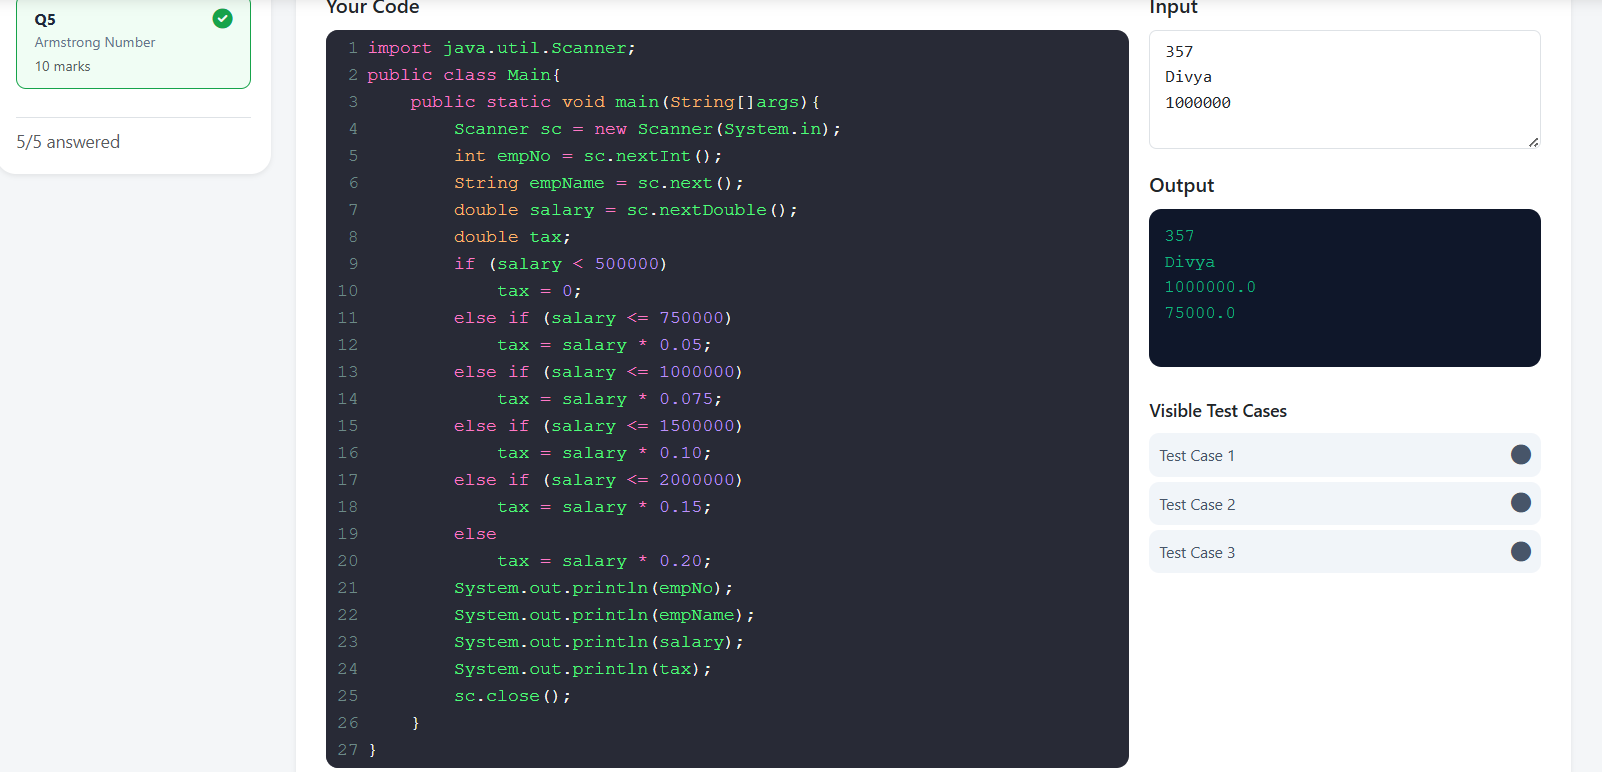 Q5
Armstrong Number
10 marks
5/5 answered
Your Code
1 import java.util.Scanner;
2 public class Main{
3     public static void main(String[]args){
4         Scanner sc = new Scanner(System.in);
5         int empNo = sc.nextInt();
6         String empName = sc.next();
7         double salary = sc.nextDouble();
8         double tax;
9         if (salary < 500000)
10             tax = 0;
11         else if (salary <= 750000)
12             tax = salary * 0.05;
13         else if (salary <= 1000000)
14             tax = salary * 0.075;
15         else if (salary <= 1500000)
16             tax = salary * 0.10;
17         else if (salary <= 2000000)
18             tax = salary * 0.15;
19         else
20             tax = salary * 0.20;
21         System.out.println(empNo);
22         System.out.println(empName);
23         System.out.println(salary);
24         System.out.println(tax);
25         sc.close();
26     }
27 }
Input
357
Divya
1000000
Output
357
Divya
1000000.0
75000.0
Visible Test Cases
Test Case 1
Test Case 2
Test Case 3